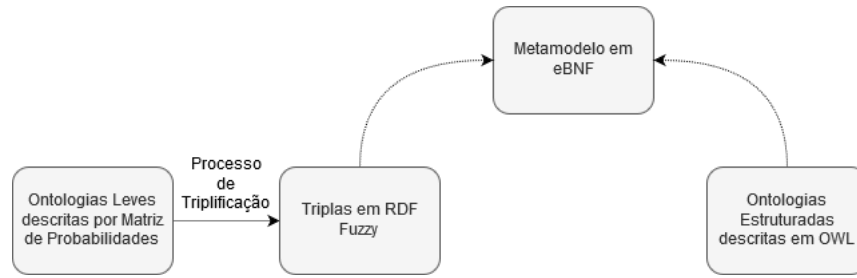 Metamodelo em
eBNF
Processo
de
Triplificação
Ontologias Leves
descritas por Matriz
de Probabilidades
Triplas em RDF
Fuzzy
Ontologias
Estruturadas
descritas em OWL